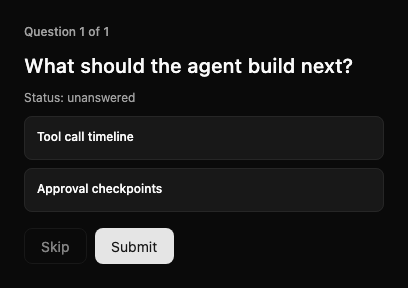 Question 1 of 1
What should the agent build next?
Status: unanswered
Tool call timeline
Approval checkpoints
Skip Submit